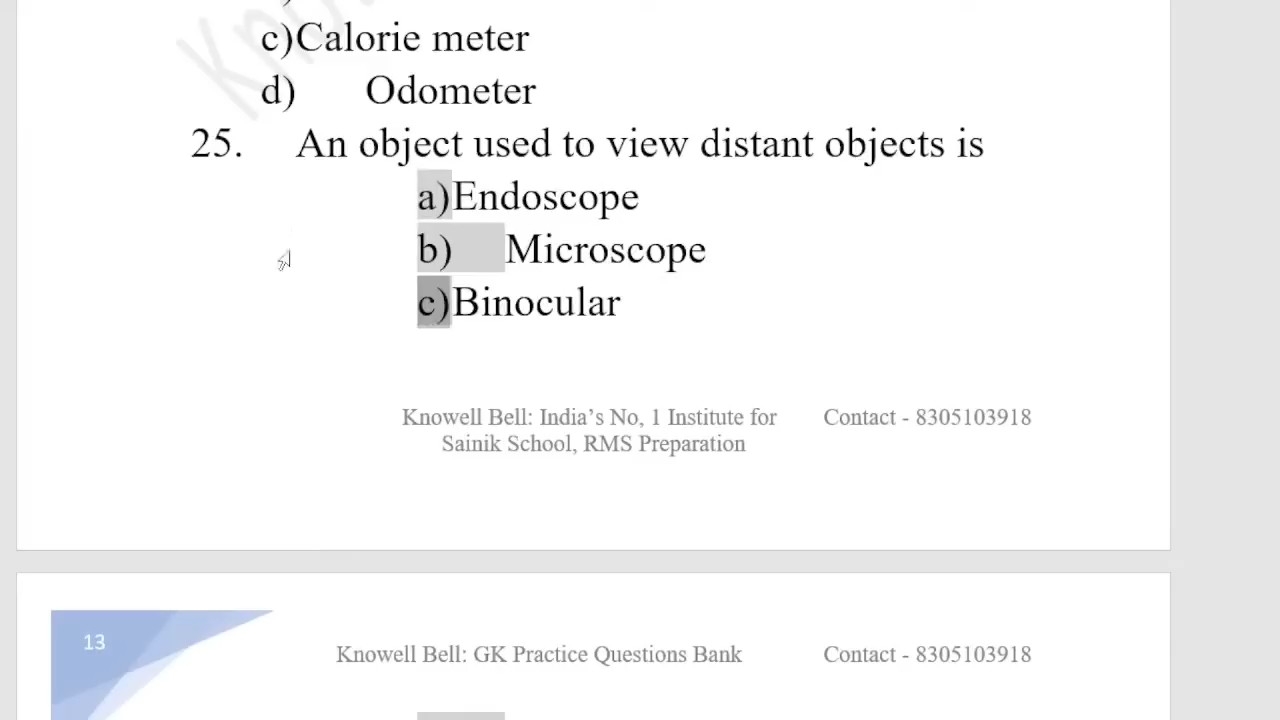 c)Calorie meter
d) Odometer
25. An object used to view distant objects is
a)Endoscope
b) Microscope
c)Binocular
Knowell Bell: India's No, 1 Institute for Contact - 8305103918
Sainik School, RMS Preparation
13
Knowell Bell: GK Practice Questions Bank Contact - 8305103918